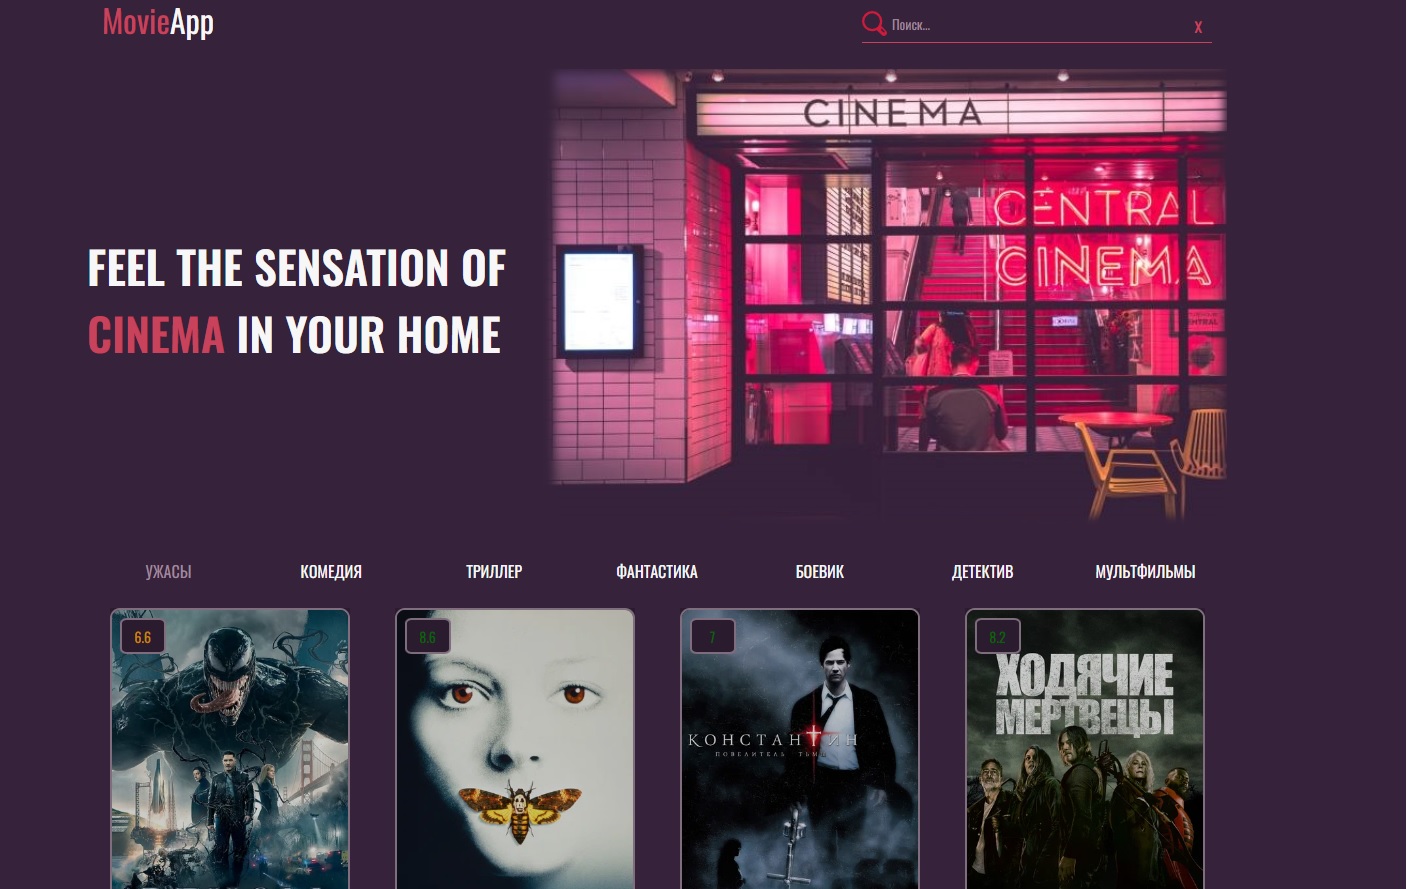 MovieApp
Поиск...
X
CINEMA
CENTRAL
CINEMA
FEEL THE SENSATION OF
CINEMA IN YOUR HOME
УЖАСЫ
КОМЕДИЯ
ТРИЛЛЕР
ФАНТАСТИКА
БОЕВИК
ДЕТЕКТИВ
МУЛЬТФИЛЬМЫ
6.6
8.6
7
8.2
КОНСТАНТИН
ПОВЕЛИТЕЛЬ ТЬМЫ
ХОДЯЧИЕ
МЕРТВЕЦЫ